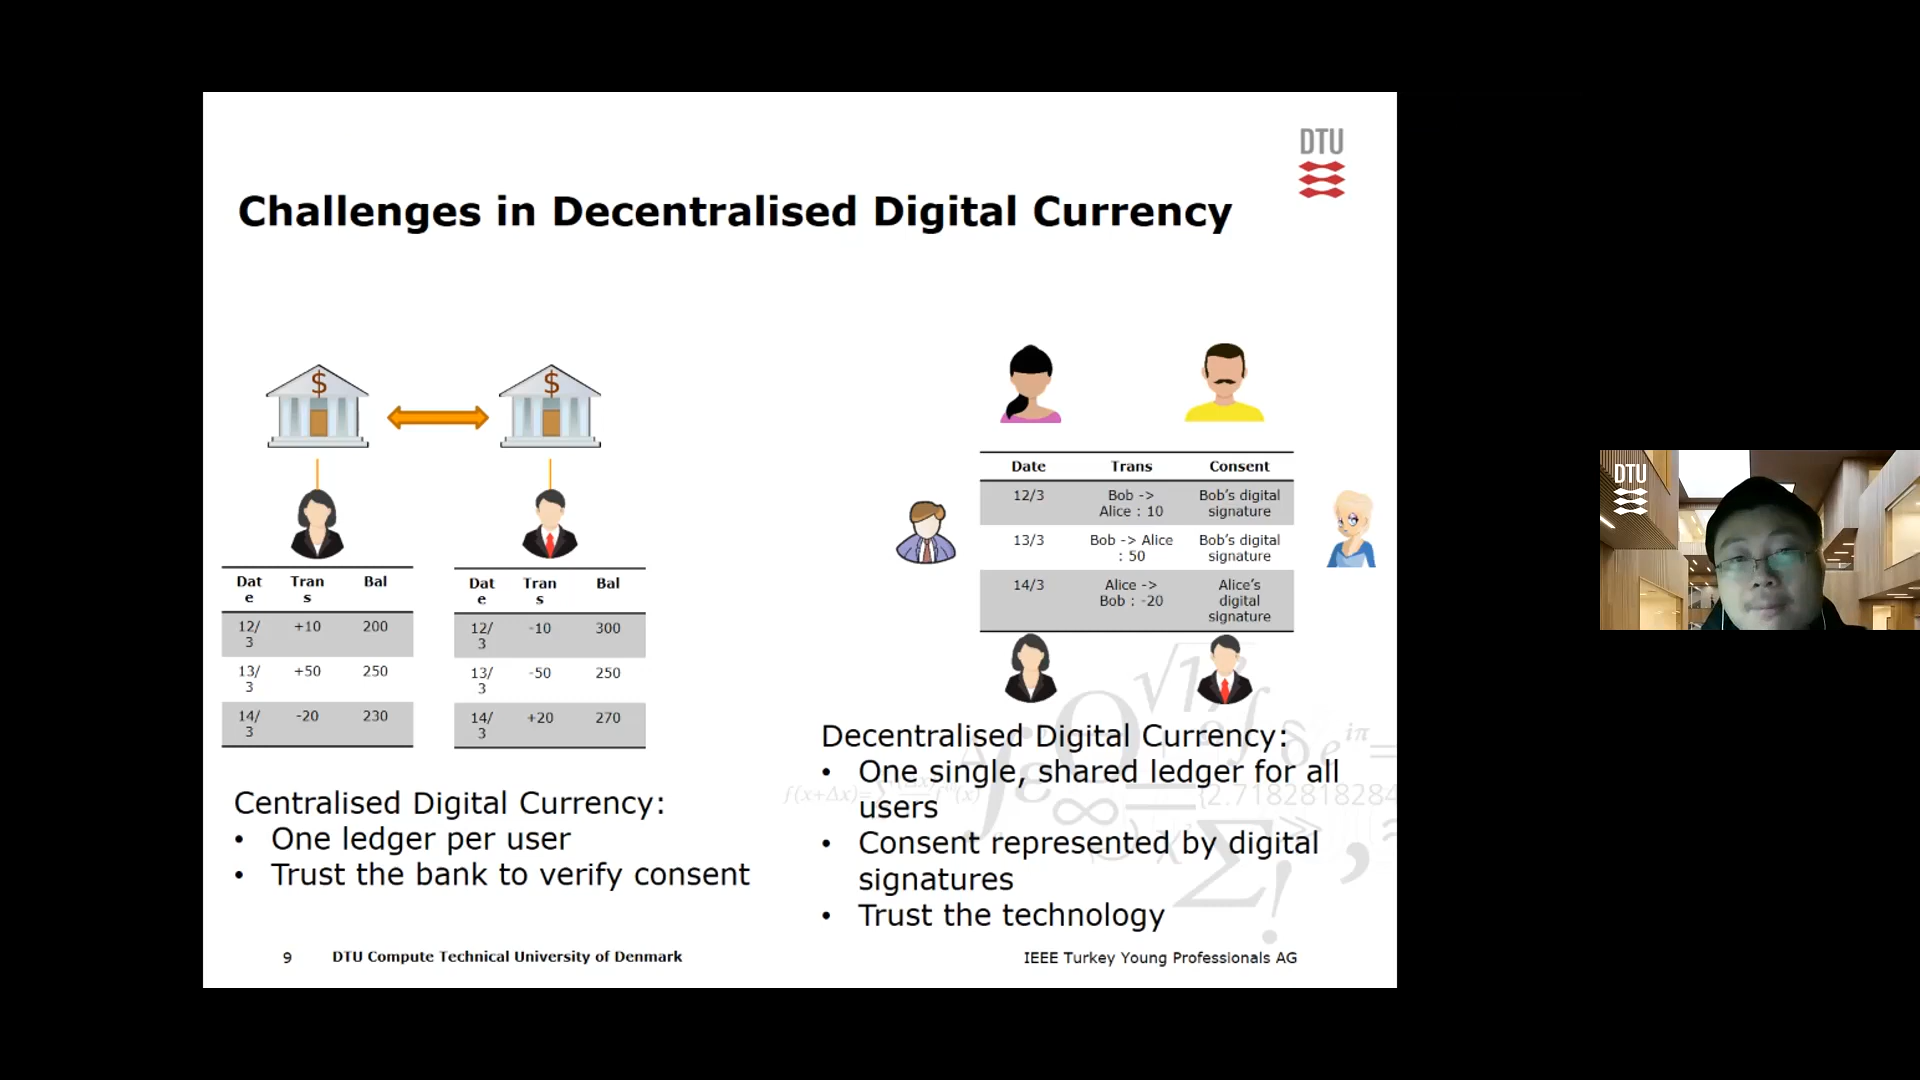 DTU
Challenges in Decentralised Digital Currency
$
$
Dat
e
Tran
s
Bal
12/
3
+10
200
13/
3
+50
250
14/
3
-20
230
Dat
e
Tran
s
Bal
12/
3
-10
300
13/
3
-50
250
14/
3
+20
270
Centralised Digital Currency:
• One ledger per user
• Trust the bank to verify consent
Date
Trans
Consent
12/3
Bob ->
Alice : 10
Bob's digital
signature
13/3
Bob -> Alice
: 50
Bob's digital
signature
14/3
Alice ->
Bob : -20
Alice's
digital
signature
Decentralised Digital Currency:
• One single, shared ledger for all
users
• Consent represented by digital
signatures
• Trust the technology
9
DTU Compute Technical University of Denmark
IEEE Turkey Young Professionals AG
DTU